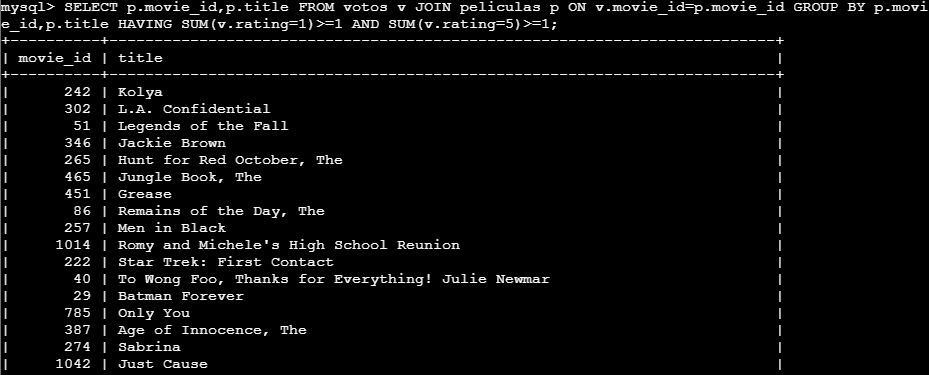 mysql> SELECT p.movie_id,p.title FROM votos v JOIN peliculas p ON v.movie_id=p.movie_id GROUP BY p.movi
e_id,p.title HAVING SUM(v.rating=1)>=1 AND SUM(v.rating=5)>=1;
+----------+---------------------------------------------------------------------------+
| movie_id | title |
+----------+---------------------------------------------------------------------------+
| 242 | Kolya |
| 302 | L.A. Confidential |
| 51 | Legends of the Fall |
| 346 | Jackie Brown |
| 265 | Hunt for Red October, The |
| 465 | Jungle Book, The |
| 451 | Grease |
| 86 | Remains of the Day, The |
| 257 | Men in Black |
| 1014 | Romy and Michele's High School Reunion |
| 222 | Star Trek: First Contact |
| 40 | To Wong Foo, Thanks for Everything! Julie Newmar |
| 29 | Batman Forever |
| 785 | Only You |
| 387 | Age of Innocence, The |
| 274 | Sabrina |
| 1042 | Just Cause |